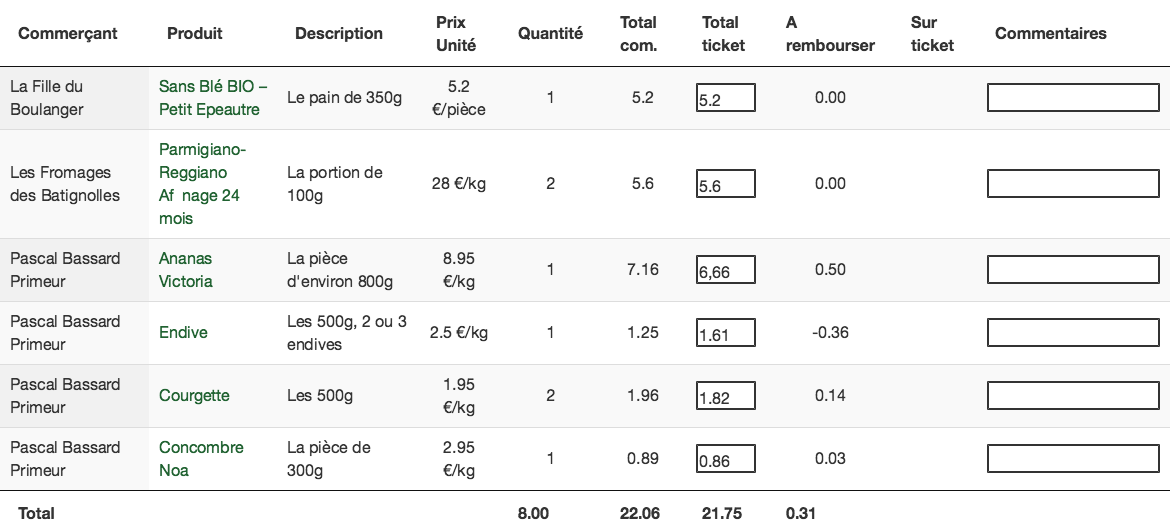 Commerçant Produit Description Prix Unité Quantité Total com. Total ticket A rembourser Sur ticket Commentaires
La Fille du Boulanger Sans Blé BIO – Petit Epeautre Le pain de 350g 5.2 €/pièce 1 5.2 5.2 0.00
Les Fromages des Batignolles Parmigiano-Reggiano Af nage 24 mois La portion de 100g 28 €/kg 2 5.6 5.6 0.00
Pascal Bassard Primeur Ananas Victoria La pièce d'environ 800g 8.95 €/kg 1 7.16 6,66 0.50
Pascal Bassard Primeur Endive Les 500g, 2 ou 3 endives 2.5 €/kg 1 1.25 1.61 -0.36
Pascal Bassard Primeur Courgette Les 500g 1.95 €/kg 2 1.96 1.82 0.14
Pascal Bassard Primeur Concombre Noa La pièce de 300g 2.95 €/kg 1 0.89 0.86 0.03
Total 8.00 22.06 21.75 0.31